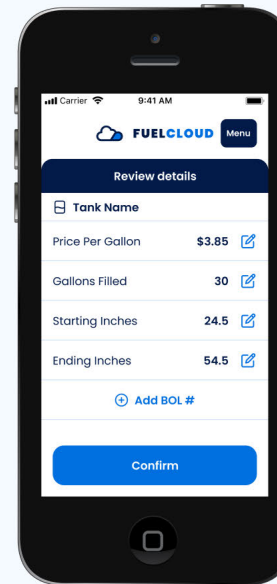 Carrier 9:41 AM
FUELCLOUD Menu
Review details
Tank Name
Price Per Gallon $3.85
Gallons Filled 30
Starting Inches 24.5
Ending Inches 54.5
Add BOL #
Confirm